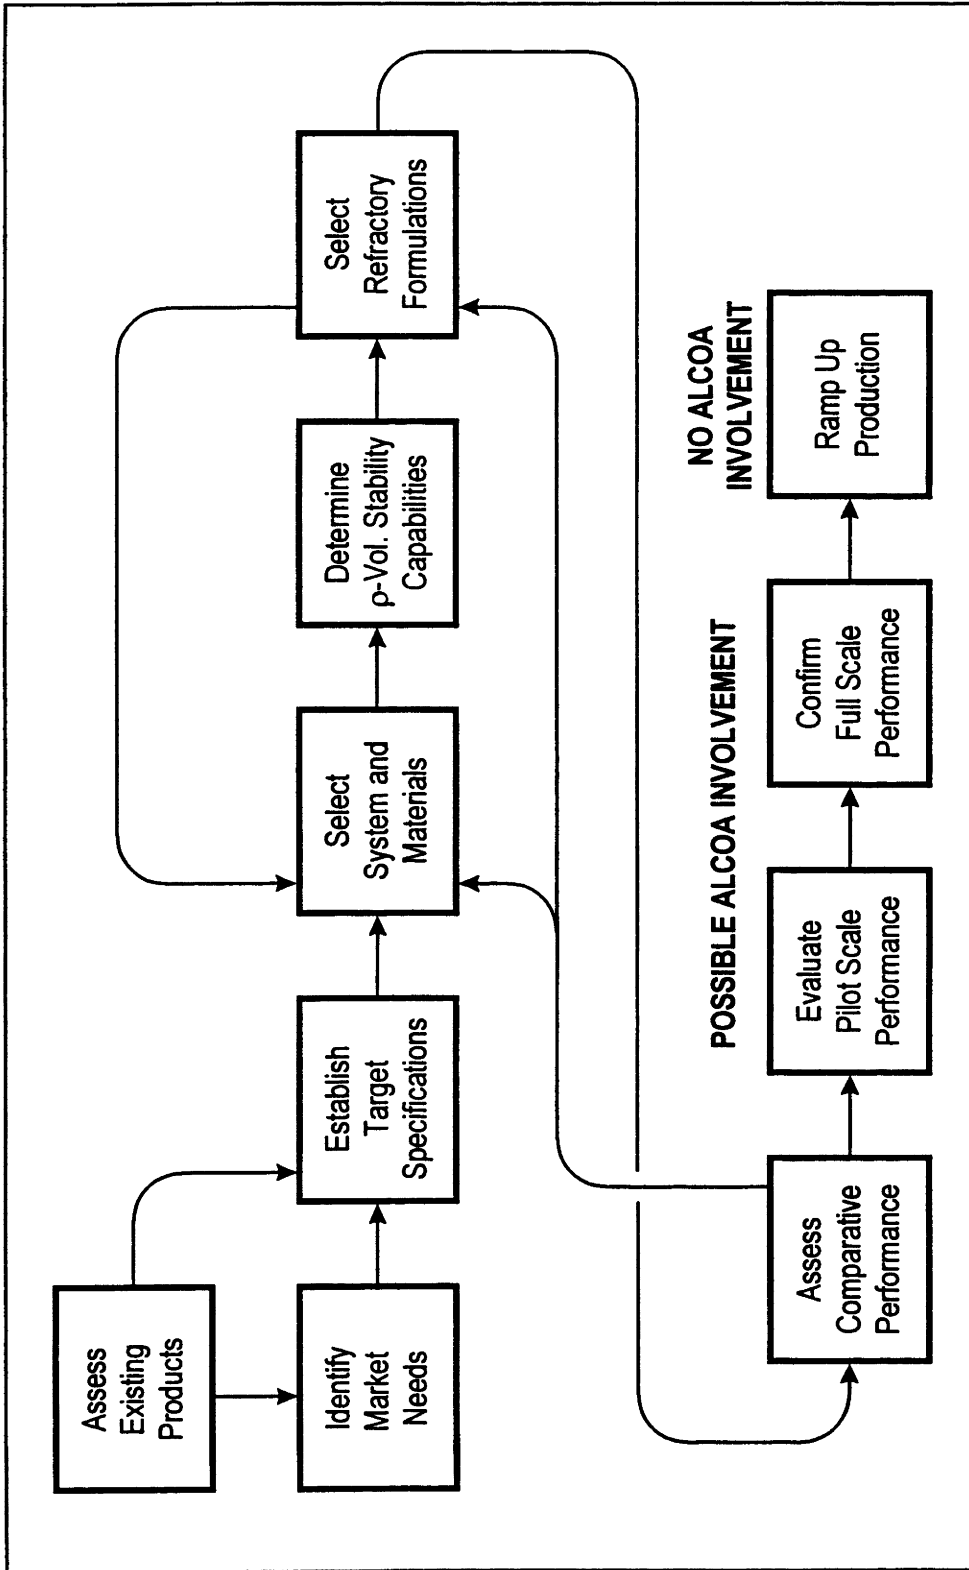 Assess
Existing
Products
Identify
Market
Needs
Establish
Target
Specifications
Select
System and
Materials
Determine
ρ-Vol. Stability
Capabilities
Select
Refractory
Formulations
Assess
Comparative
Performance
POSSIBLE ALCOA INVOLVEMENT
Evaluate
Pilot Scale
Performance
Confirm
Full Scale
Performance
NO ALCOA
INVOLVEMENT
Ramp Up
Production